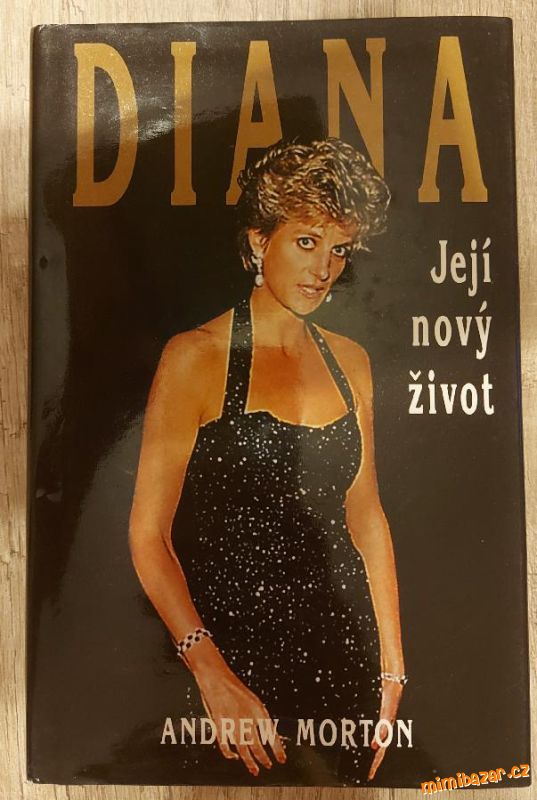 DIANA
Její
nový
život
ANDREW MORTON
mimibazar.cz